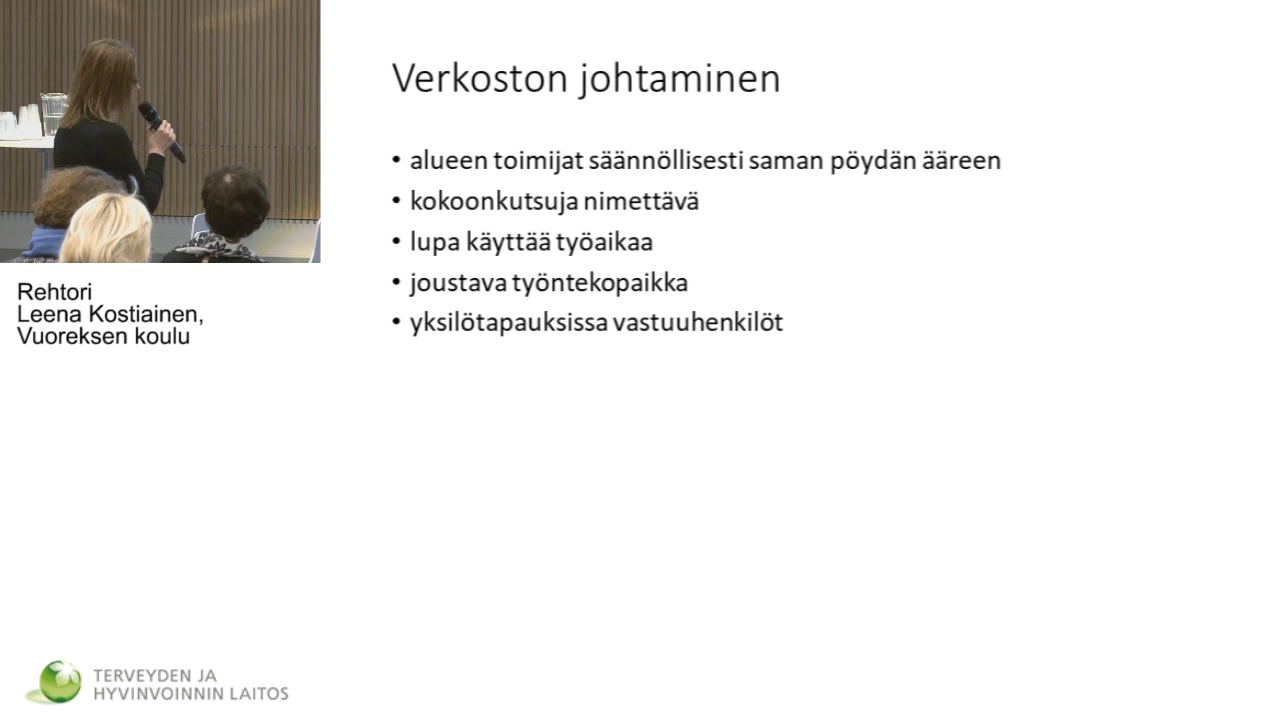 Verkoston johtaminen
• alueen toimijat säännöllisesti saman pöydän ääreen
• kokoonkutsuja nimettävä
• lupa käyttää työaikaa
• joustava työntekopaikka
• yksilötapauksissa vastuuhenkilöt
Rehtori
Leena Kostiainen,
Vuoreksen koulu
TERVEYDEN JA
HYVINVOINNIN LAITOS